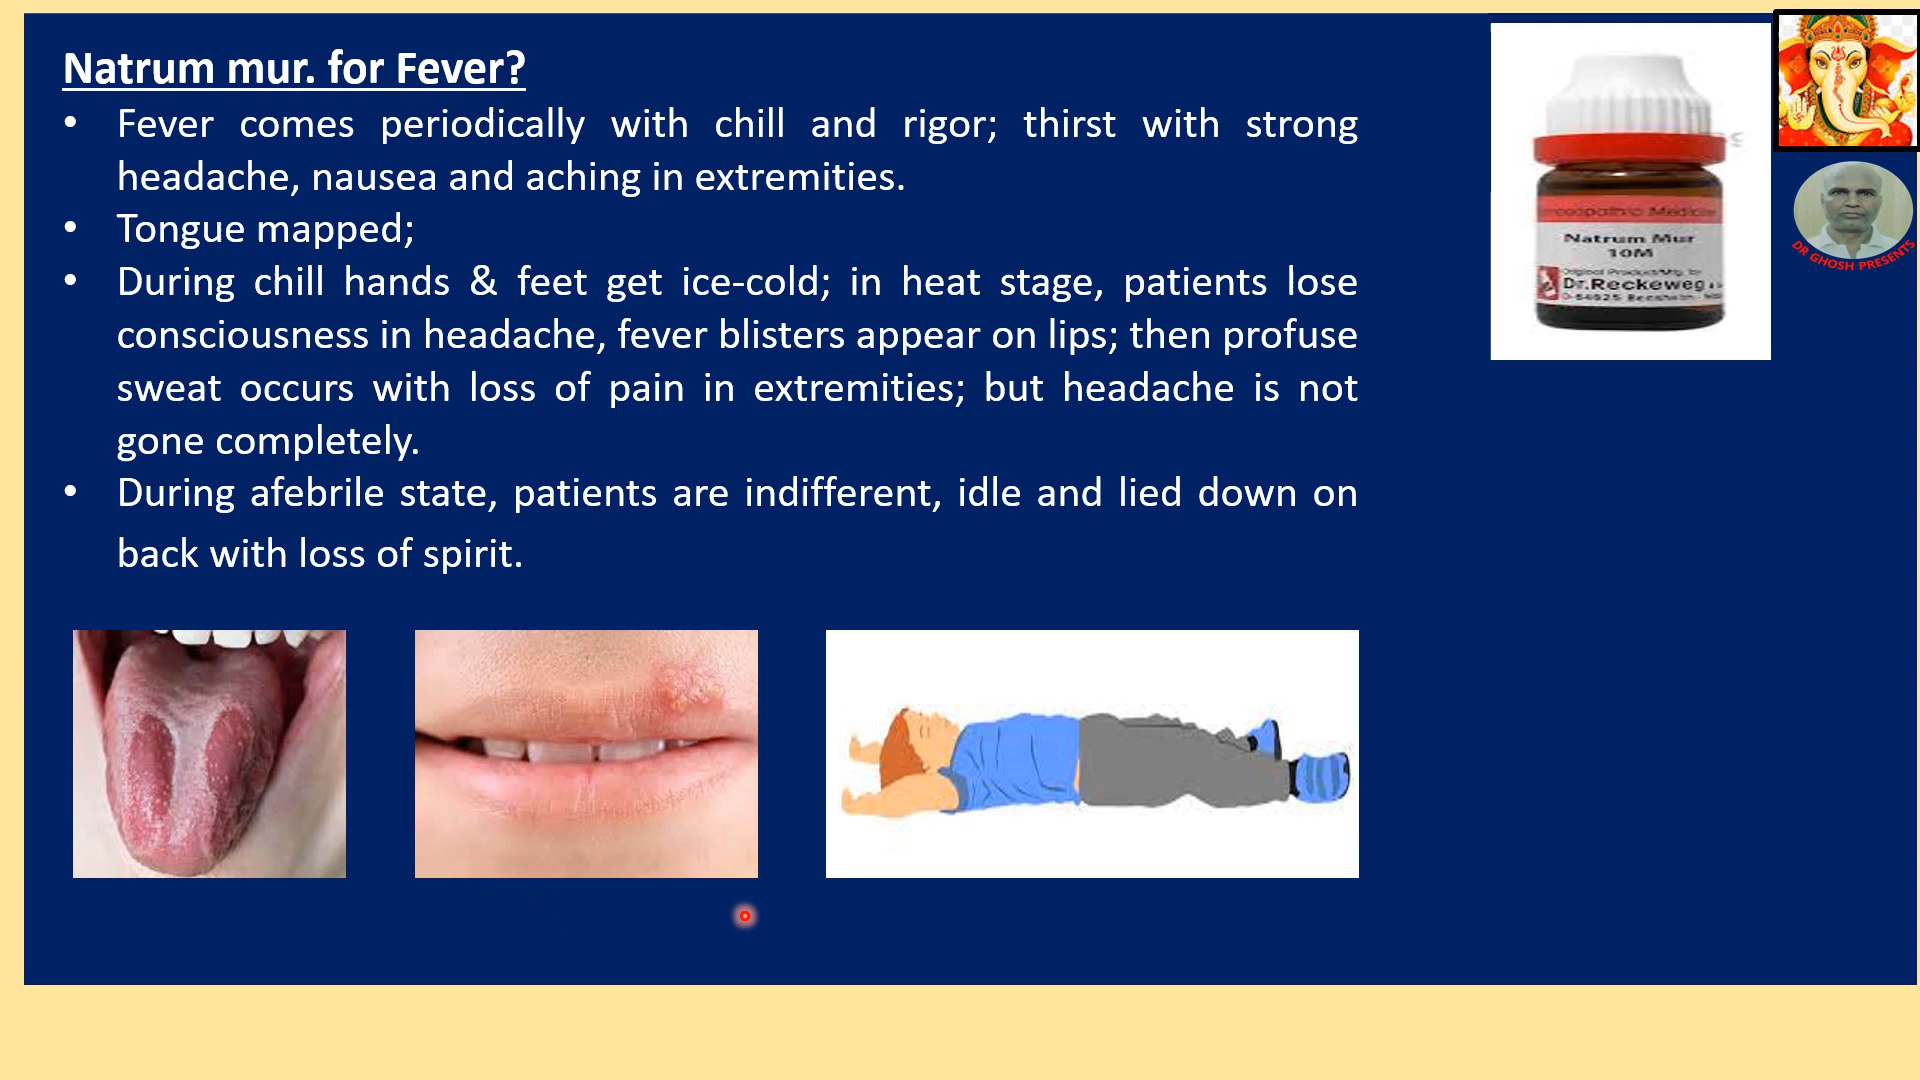 Natrum mur. for Fever?
• Fever comes periodically with chill and rigor; thirst with strong
headache, nausea and aching in extremities.
• Tongue mapped;
• During chill hands & feet get ice-cold; in heat stage, patients lose
consciousness in headache, fever blisters appear on lips; then profuse
sweat occurs with loss of pain in extremities; but headache is not
gone completely.
• During afebrile state, patients are indifferent, idle and lied down on
back with loss of spirit.
Natrum Mur
10M
Dr.Reckeweg
DR GHOSH PRESENTS